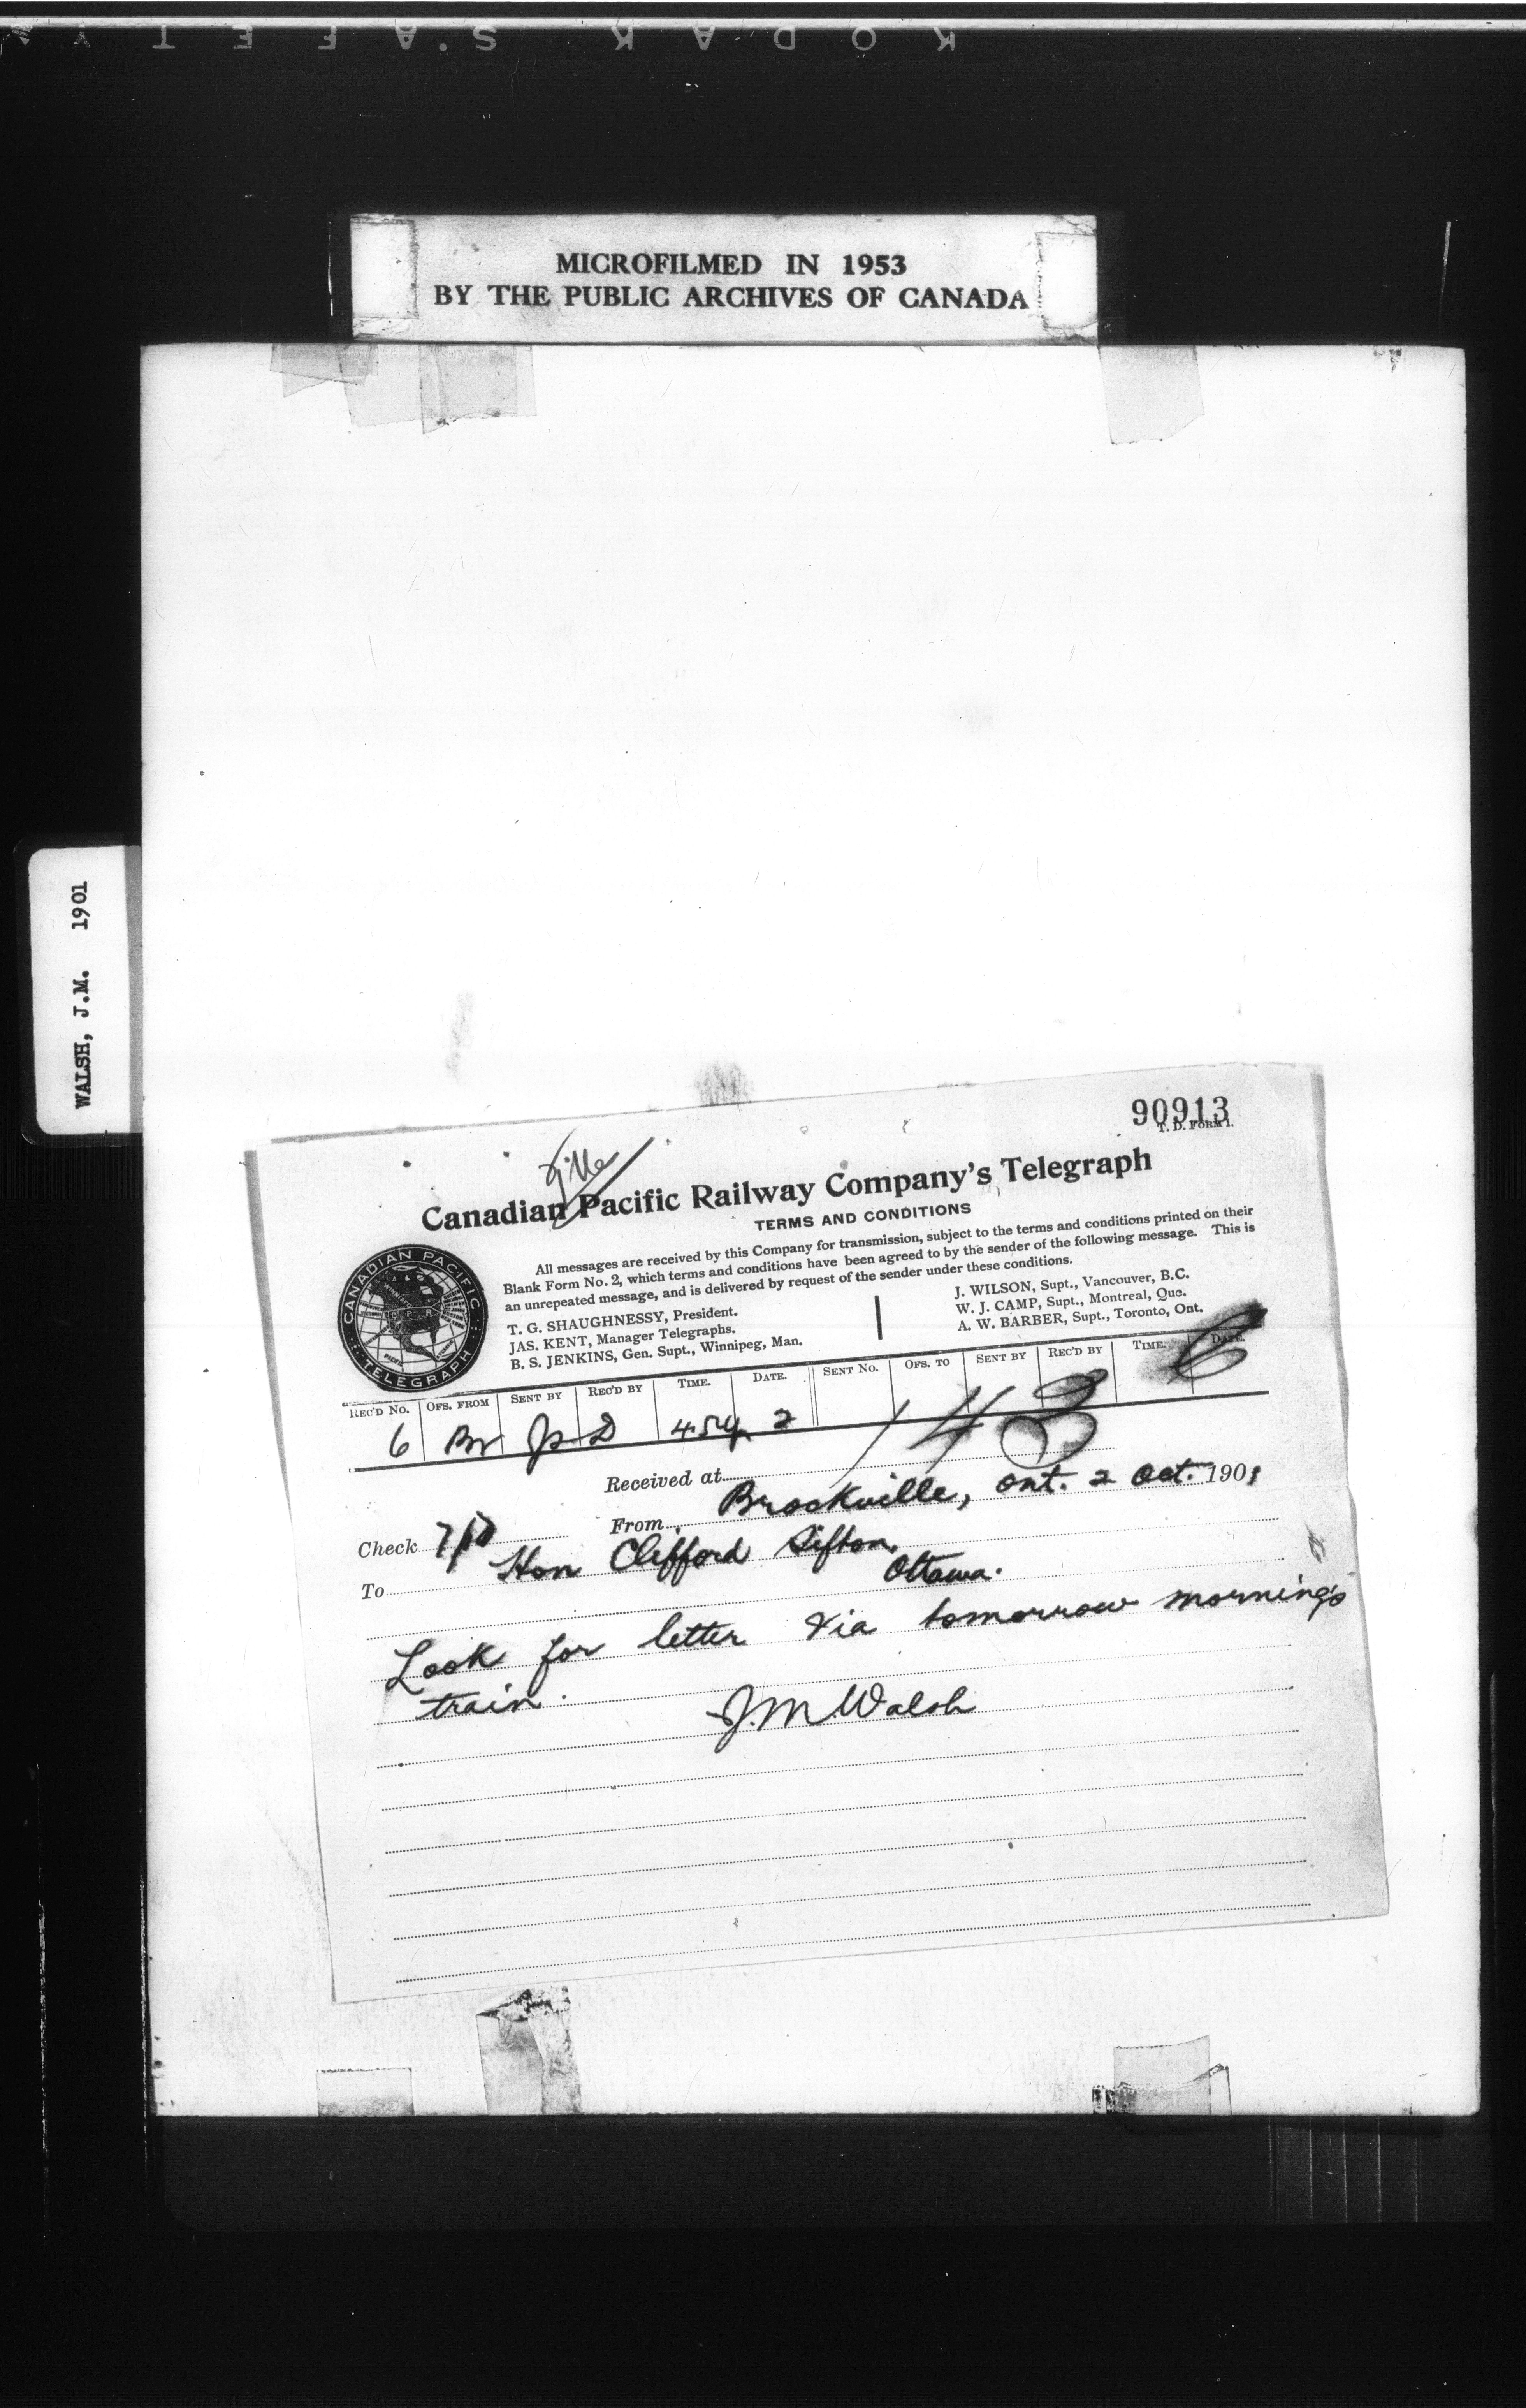 KODAK S.AFETY
MICROFILMED IN 1953
BY THE PUBLIC ARCHIVES OF CANADA
WALSH, J.M. 1901
90913
T. D. FORM 1.
File
Canadian Pacific Railway Company's Telegraph
TERMS AND CONDITIONS
CANADIAN PACIFIC
TELEGRAPH
All messages are received by this Company for transmission, subject to the terms and conditions printed on their
Blank Form No. 2, which terms and conditions have been agreed to by the sender of the following message. This is
an unrepeated message, and is delivered by request of the sender under these conditions.
T. G. SHAUGHNESSY, President.
JAS. KENT, Manager Telegraphs.
B. S. JENKINS, Gen. Supt., Winnipeg, Man.
J. WILSON, Supt., Vancouver, B.C.
W. J. CAMP, Supt., Montreal, Que.
A. W. BARBER, Supt., Toronto, Ont.
REC'D NO. OFS. FROM SENT BY REC'D BY TIME. DATE. SENT NO. OFS. TO SENT BY REC'D BY TIME. DATE.
6 Br 2
143
Received at
From Brockville, Ont. 2 Oct. 1901
Check
To Hon Clifford Sifton,
Ottawa.
Look for letter via tomorrow morning's
train.
J.M Walsh